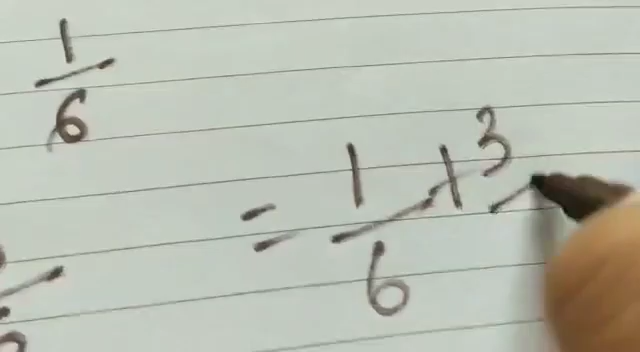 1/6
= 1/6 + 3/